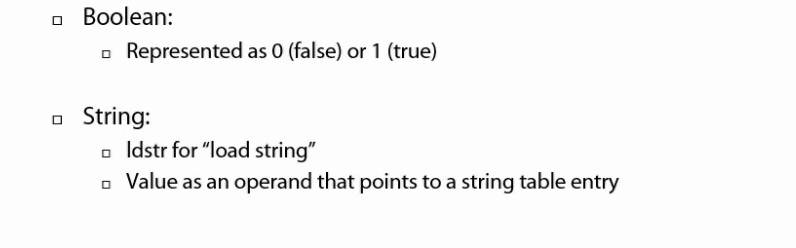 Boolean:
Represented as 0 (false) or 1 (true)
String:
ldstr for “load string”
Value as an operand that points to a string table entry